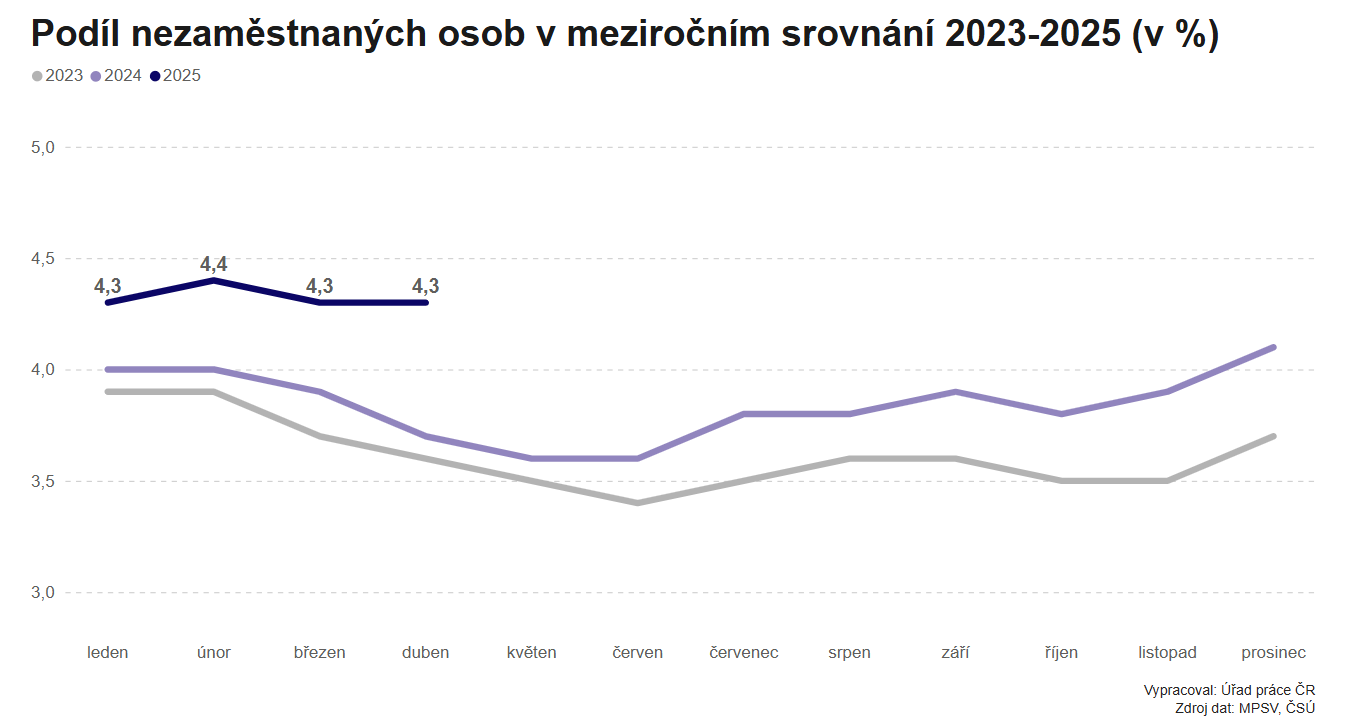 Podíl nezaměstnaných osob v meziročním srovnání 2023-2025 (v %)
2023 2024 2025
5,0
4,5
4,3 4,4 4,3 4,3
4,0
3,5
3,0
leden únor březen duben květen červen červenec srpen září říjen listopad prosinec
Vypracoval: Úřad práce ČR
Zdroj dat: MPSV, ČSÚ